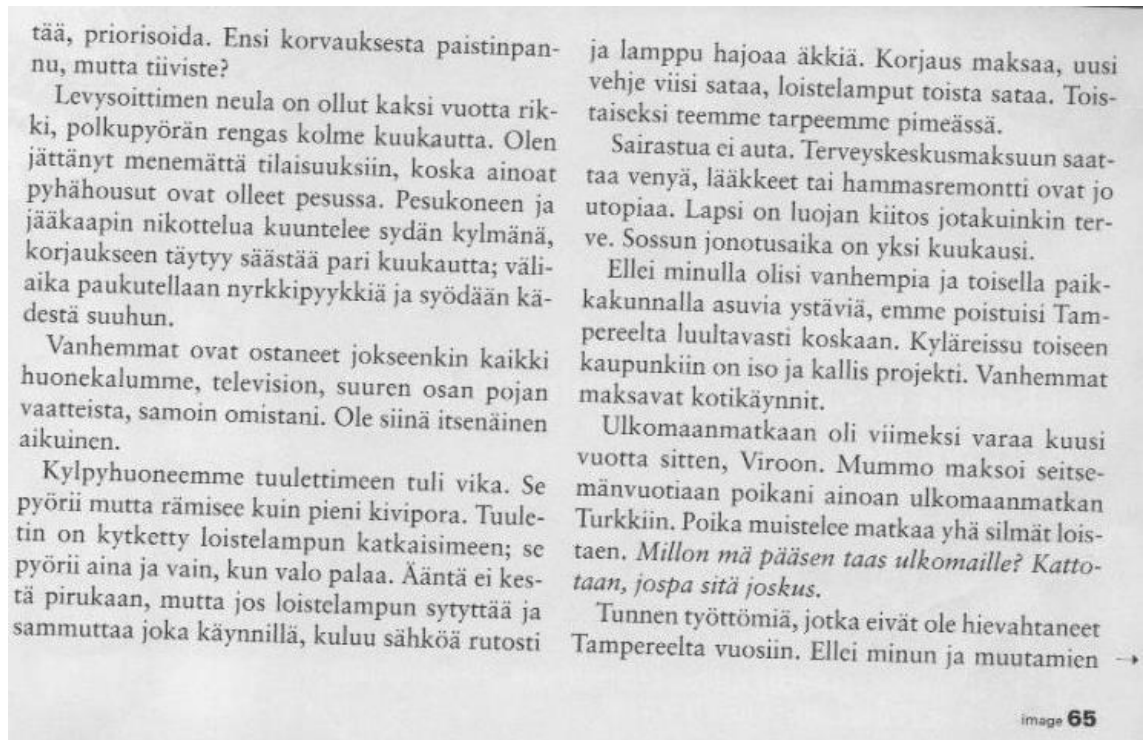 tää, priorisoida. Ensi korvauksesta paistinpan-
nu, mutta tiiviste?
Levysoittimen neula on ollut kaksi vuotta rik-
ki, polkupyörän rengas kolme kuukautta. Olen
jättänyt menemättä tilaisuuksiin, koska ainoat
pyhähousut ovat olleet pesussa. Pesukoneen ja
jääkaapin nikottelua kuuntelee sydän kylmänä,
korjaukseen täytyy säästää pari kuukautta; väli-
aika paukutellaan nyrkkipyykkiä ja syödään kä-
destä suuhun.
Vanhemmat ovat ostaneet jokseenkin kaikki
huonekalumme, television, suuren osan pojan
vaatteista, samoin omistani. Ole siinä itsenäinen
aikuinen.
Kylpyhuoneemme tuulettimeen tuli vika. Se
pyörii mutta rämisee kuin pieni kivipora. Tuule-
tin on kytketty loistelampun katkaisimeen; se
pyörii aina ja vain, kun valo palaa. Ääntä ei kes-
tä pirukaan, mutta jos loistelampun sytyttää ja
sammuttaa joka käynnillä, kuluu sähköä rutosti
ja lamppu hajoaa äkkiä. Korjaus maksaa, uusi
vehje viisi sataa, loistelamput toista sataa. Tois-
taiseksi teemme tarpeemme pimeässä.
Sairastua ei auta. Terveyskeskusmaksuun saat-
taa venyä, lääkkeet tai hammasremontti ovat jo
utopiaa. Lapsi on luojan kiitos jotakuinkin ter-
ve. Sossun jonotusaika on yksi kuukausi.
Ellei minulla olisi vanhempia ja toisella paik-
kakunnalla asuvia ystäviä, emme poistuisi Tam-
pereelta luultavasti koskaan. Kyläreissu toiseen
kaupunkiin on iso ja kallis projekti. Vanhemmat
maksavat kotikäynnit.
Ulkomaanmatkaan oli viimeksi varaa kuusi
vuotta sitten, Viroon. Mummo maksoi seitse-
mänvuotiaan poikani ainoan ulkomaanmatkan
Turkkiin. Poika muistelee matkaa yhä silmät lois-
taen. Millon mä pääsen taas ulkomaille? Katto-
taan, jospa sitä joskus.
Tunnen työttömiä, jotka eivät ole hievahtaneet
Tampereelta vuosiin. Ellei minun ja muutamien →
image 65